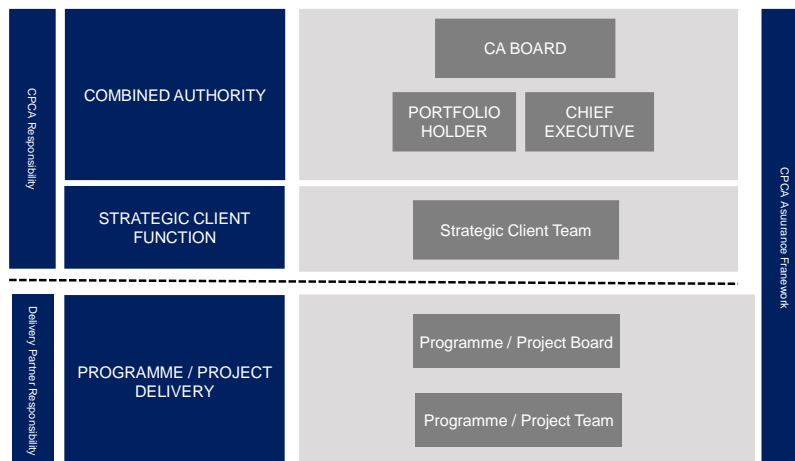 CPCA Responsibility
COMBINED AUTHORITY
CA BOARD
PORTFOLIO
HOLDER
CHIEF
EXECUTIVE
STRATEGIC CLIENT
FUNCTION
Strategic Client Team
Delivery Partner Responsibility
PROGRAMME / PROJECT
DELIVERY
Programme / Project Board
Programme / Project Team
CPCA Asuurance Framework